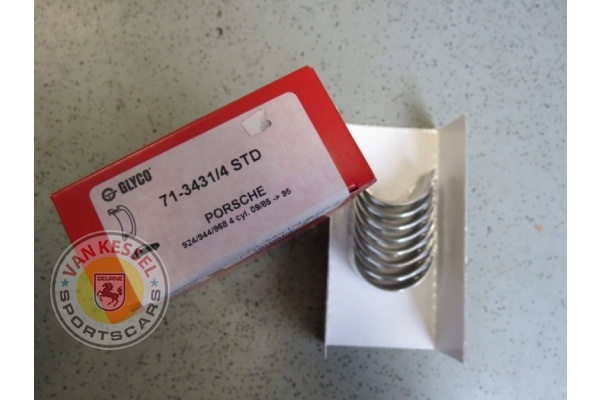 GLYCO
71-3431/4 STD
PORSCHE
924/944/968 4 cyl. 09/85 -> 95
VAN KESSEL
DEURNE
SPORTSCARS